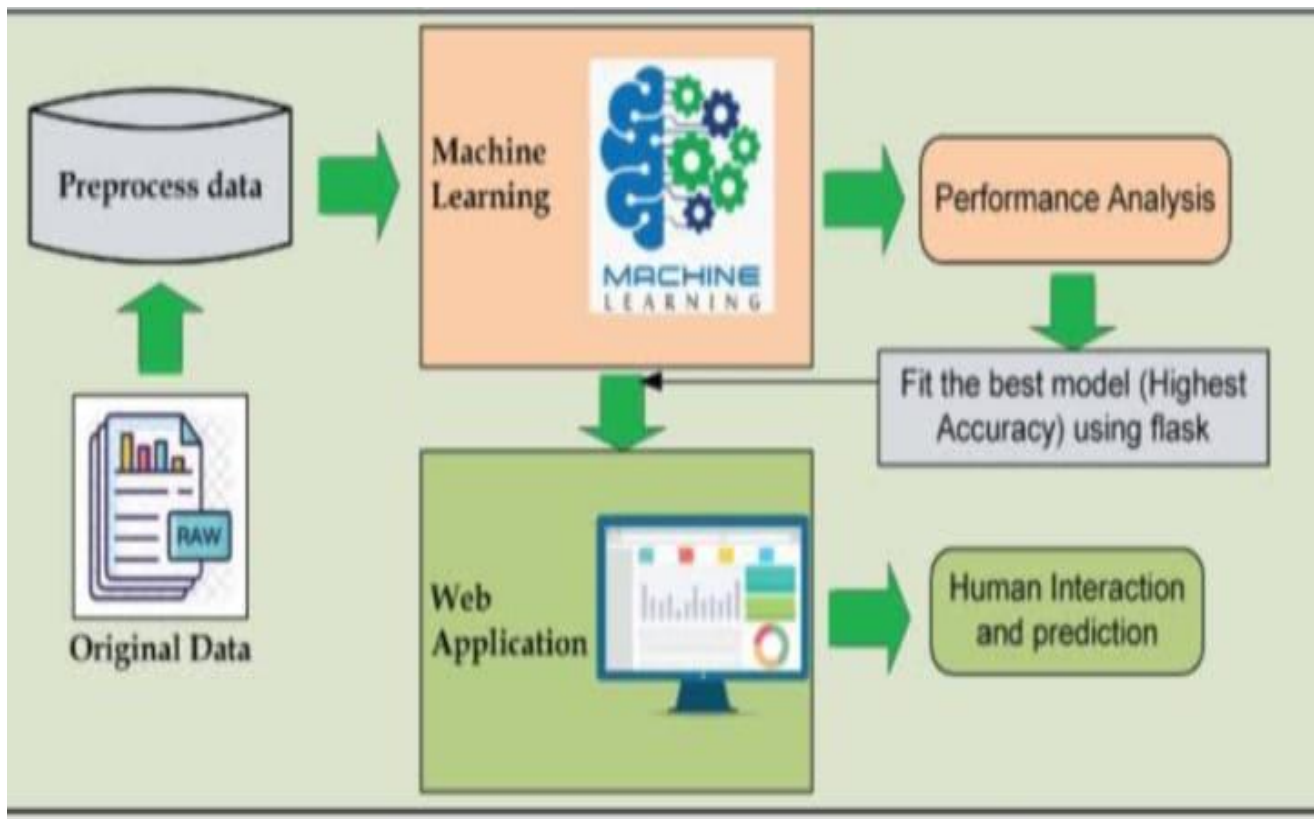 Preprocess data
Machine
Learning
MACHINE
LEARNING
Performance Analysis
Fit the best model (Highest
Accuracy) using flask
RAW
Original Data
Web
Application
Human Interaction
and prediction